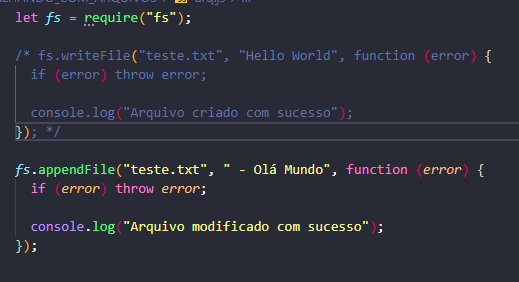 let fs = require("fs");
/* fs.writeFile("teste.txt", "Hello World", function (error) {
if (error) throw error;
console.log("Arquivo criado com sucesso");
}); */
fs.appendFile("teste.txt", " - Olá Mundo", function (error) {
if (error) throw error;
console.log("Arquivo modificado com sucesso");
});